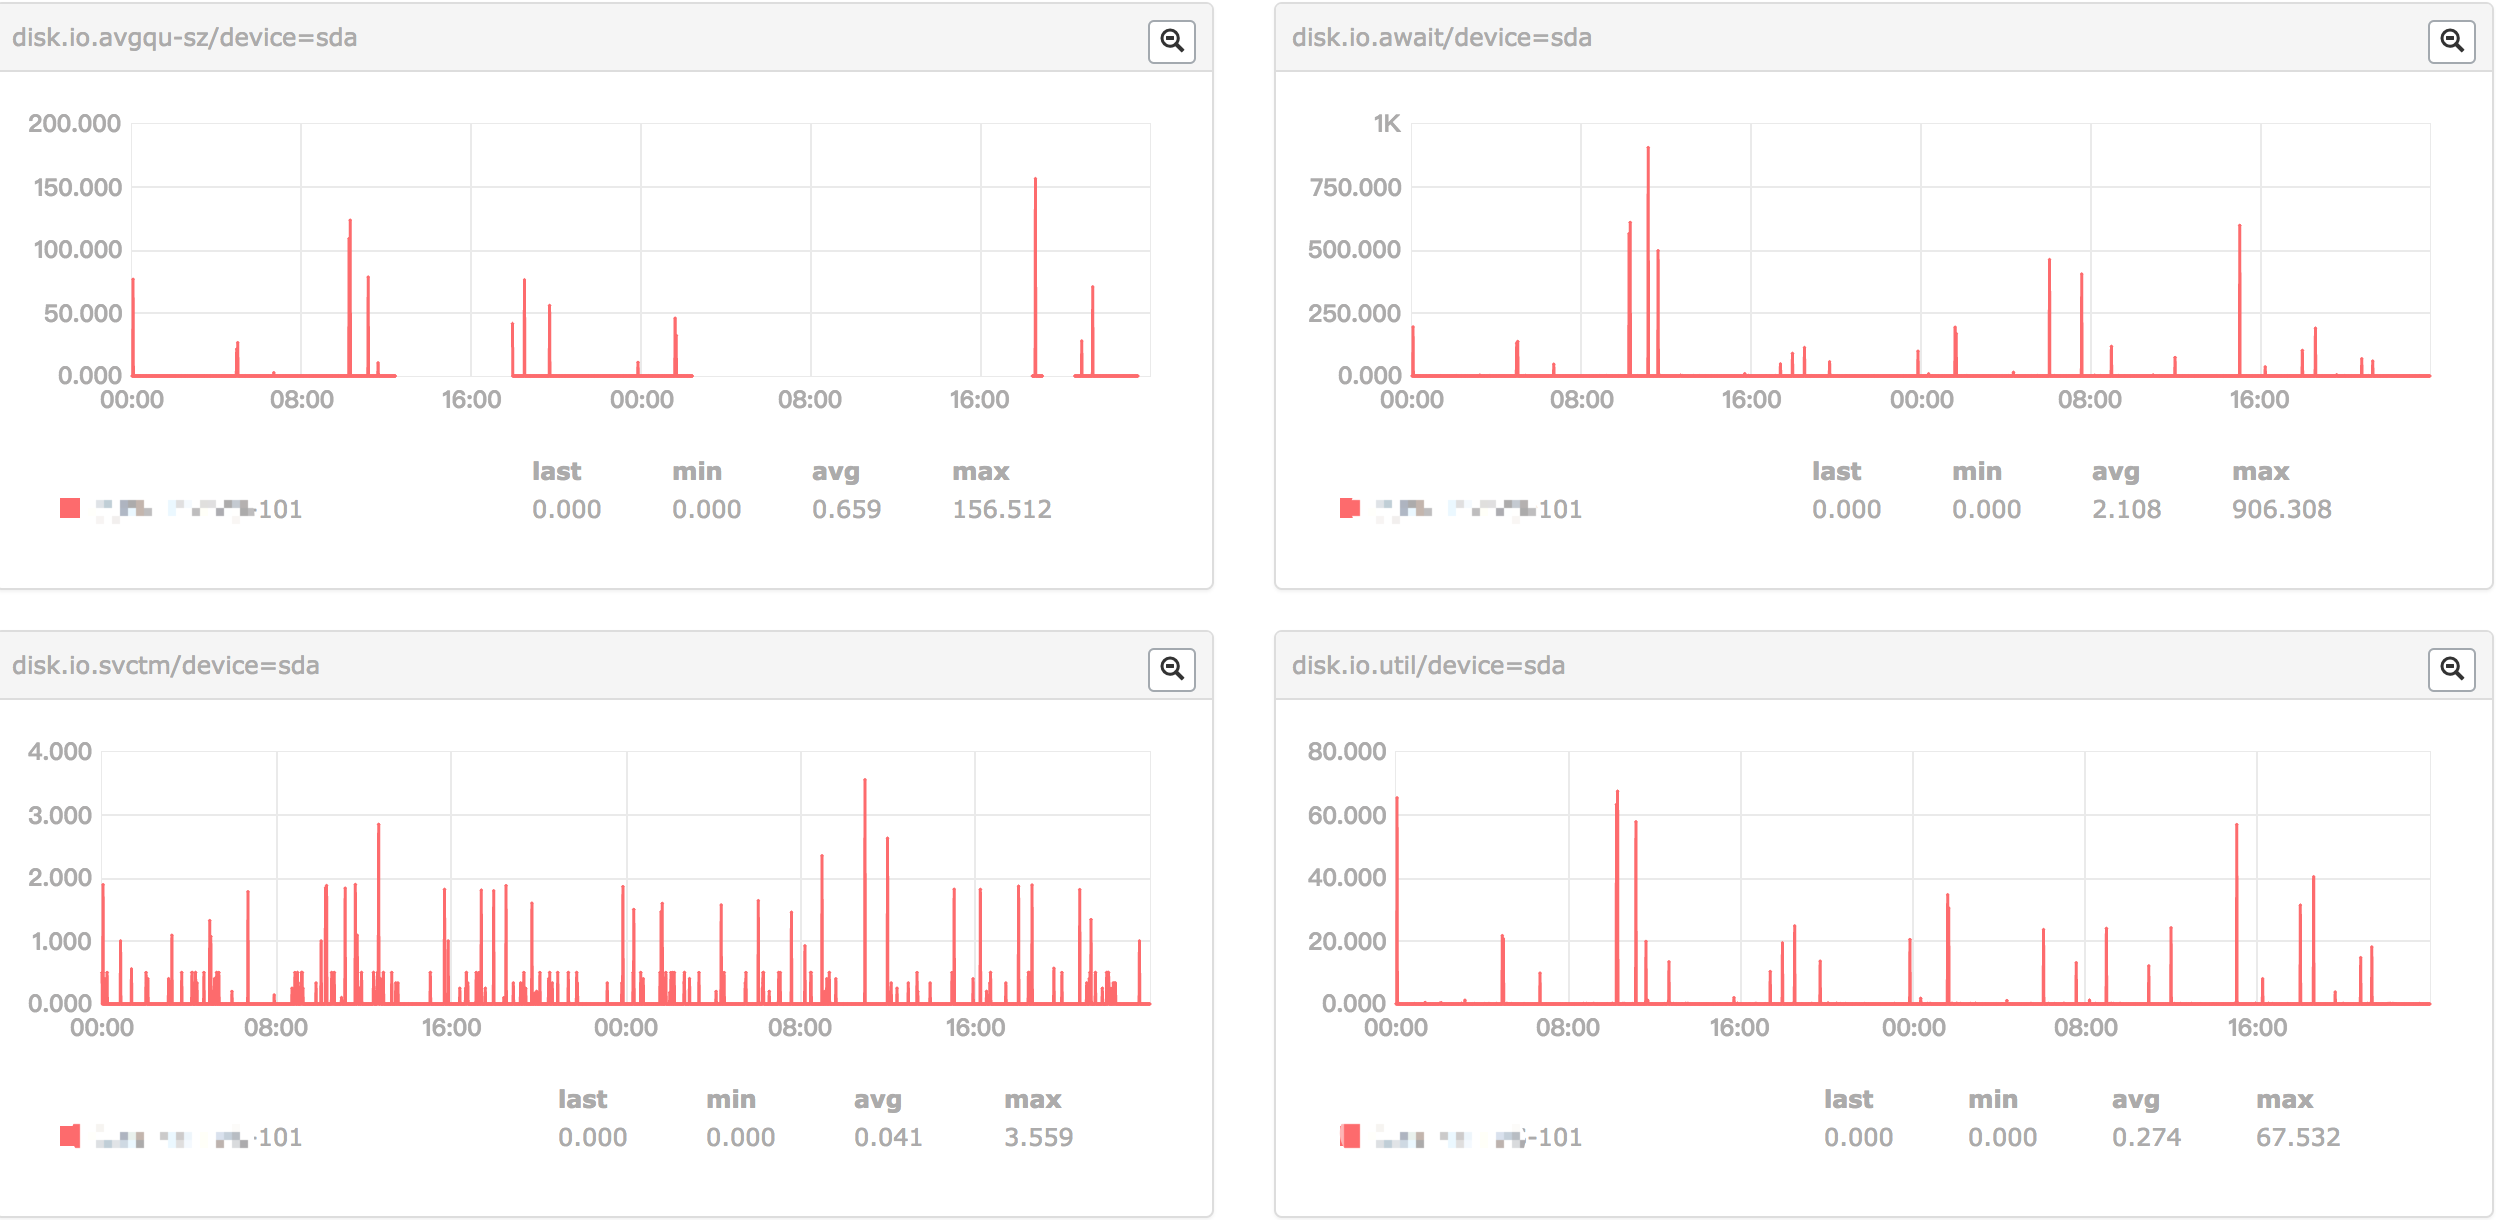 disk.io.avgqu-sz/device=sda
200.000
150.000
100.000
50.000
0.000
00:00 08:00 16:00 00:00 08:00 16:00
last min avg max
-101 0.000 0.000 0.659 156.512
disk.io.await/device=sda
1K
750.000
500.000
250.000
0.000
00:00 08:00 16:00 00:00 08:00 16:00
last min avg max
101 0.000 0.000 2.108 906.308
disk.io.svctm/device=sda
4.000
3.000
2.000
1.000
0.000
00:00 08:00 16:00 00:00 08:00 16:00
last min avg max
-101 0.000 0.000 0.041 3.559
disk.io.util/device=sda
80.000
60.000
40.000
20.000
0.000
00:00 08:00 16:00 00:00 08:00 16:00
last min avg max
-101 0.000 0.000 0.274 67.532